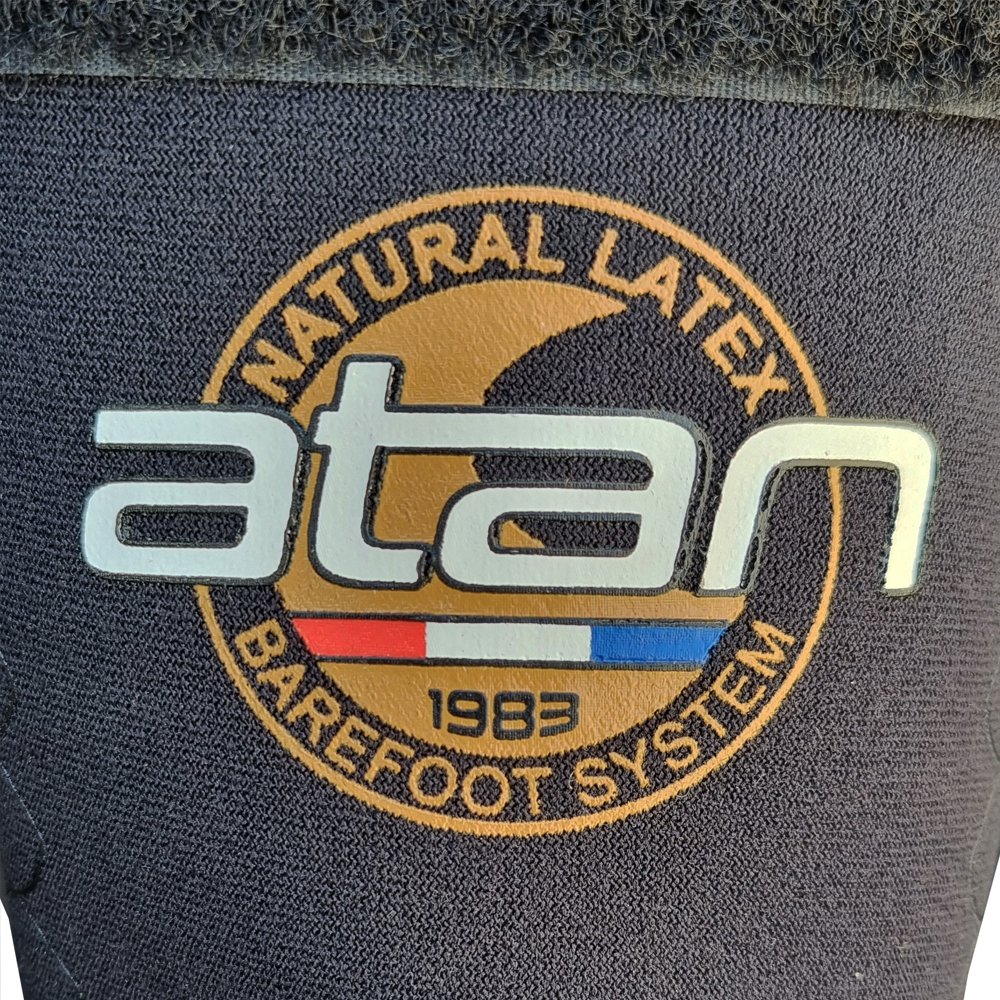 NATURAL LATEX
atan
1983
BAREFOOT SYSTEM